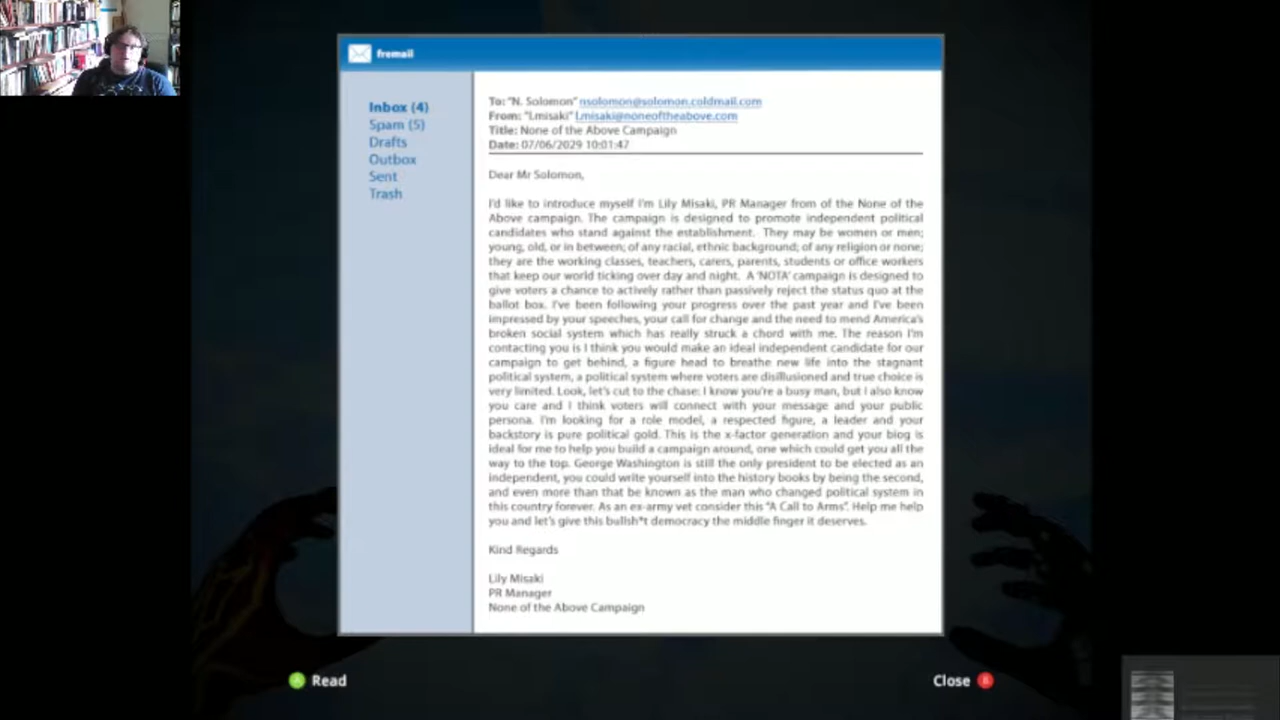 fremail
Inbox (4)
Spam (5)
Drafts
Outbox
Sent
Trash
To: "N. Solomon" nsolomon@solomon.coldmail.com
From: "Lmisaki" Lmisaki@noneoftheabove.com
Title: None of the Above Campaign
Date: 07/06/2029 10:01:47
Dear Mr Solomon,
I'd like to introduce myself I'm Lily Misaki, PR Manager from of the None of the
Above campaign. The campaign is designed to promote independent political
candidates who stand against the establishment. They may be women or men;
young, old, or in between; of any racial, ethnic background; of any religion or none;
they are the working classes, teachers, carers, parents, students or office workers
that keep our world ticking over day and night. A 'NOTA' campaign is designed to
give voters a chance to actively rather than passively reject the status quo at the
ballot box. I've been following your progress over the past year and I've been
impressed by your speeches, your call for change and the need to mend America's
broken social system which has really struck a chord with me. The reason I'm
contacting you is I think you would make an ideal independent candidate for our
campaign to get behind, a figure head to breathe new life into the stagnant
political system, a political system where voters are disillusioned and true choice is
very limited. Look, let's cut to the chase: I know you're a busy man, but I also know
you care and I think voters will connect with your message and your public
persona. I'm looking for a role model, a respected figure, a leader and your
backstory is pure political gold. This is the x-factor generation and your blog is
ideal for me to help you build a campaign around, one which could get you all the
way to the top. George Washington is still the only president to be elected as an
independent, you could write yourself into the history books by being the second,
and even more than that be known as the man who changed political system in
this country forever. As an ex-army vet consider this "A Call to Arms". Help me help
you and let's give this bullsh*t democracy the middle finger it deserves.
Kind Regards
Lily Misaki
PR Manager
None of the Above Campaign
A Read
Close B